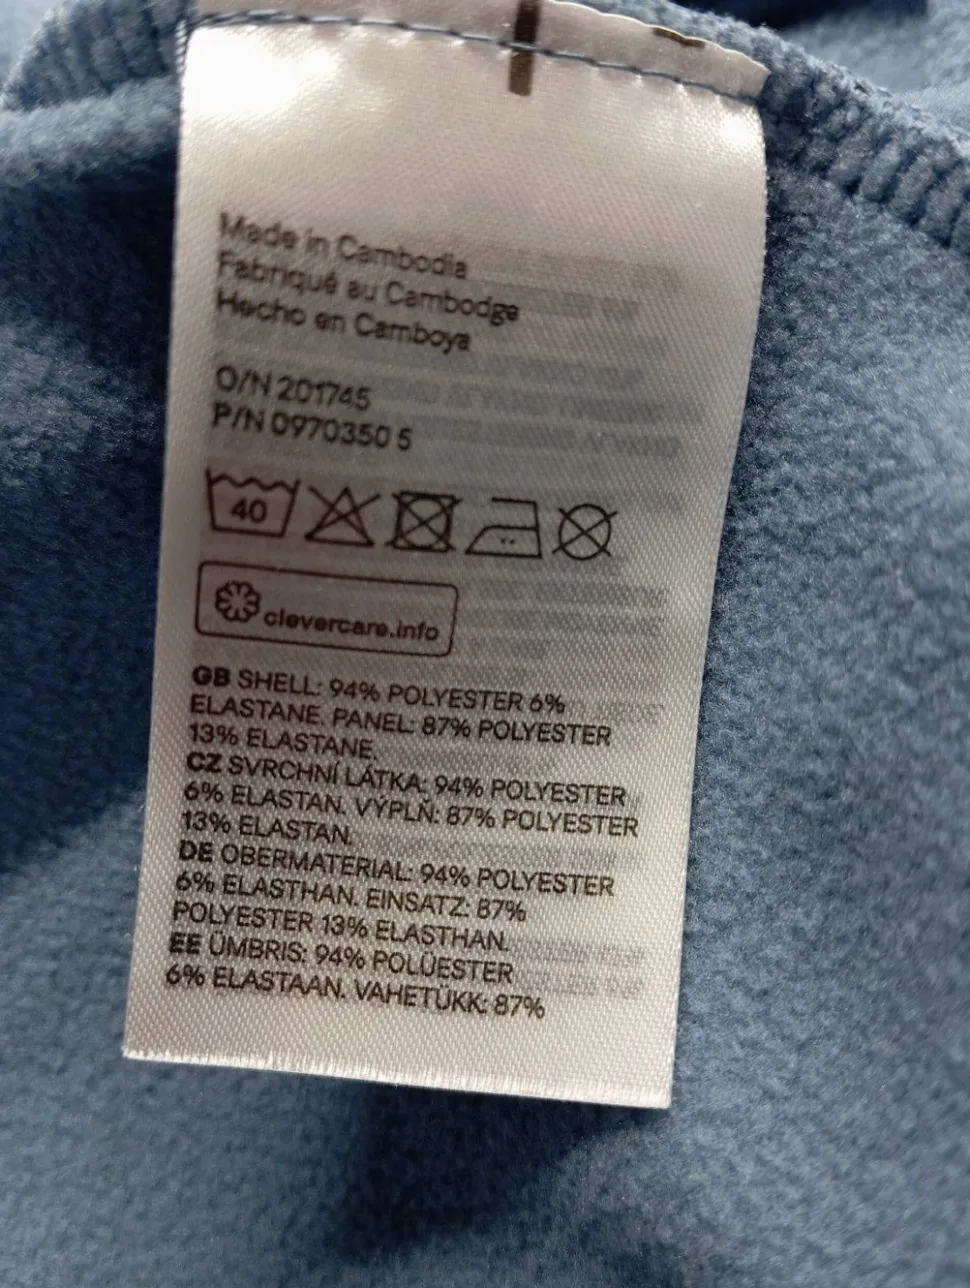 Made in Cambodia
Fabriqué au Cambodge
Hecho en Camboya
O/N 201745
P/N 0970350 5
40
clevercare.info
GB SHELL: 94% POLYESTER 6%
ELASTANE. PANEL: 87% POLYESTER
13% ELASTANE.
CZ SVRCHNÍ LÁTKA: 94% POLYESTER
6% ELASTAN. VÝPLŇ: 87% POLYESTER
13% ELASTAN.
DE OBERMATERIAL: 94% POLYESTER
6% ELASTHAN. EINSATZ: 87%
POLYESTER 13% ELASTHAN.
EE ÜMBRIS: 94% POLÜESTER
6% ELASTAAN. VAHETÜKK: 87%